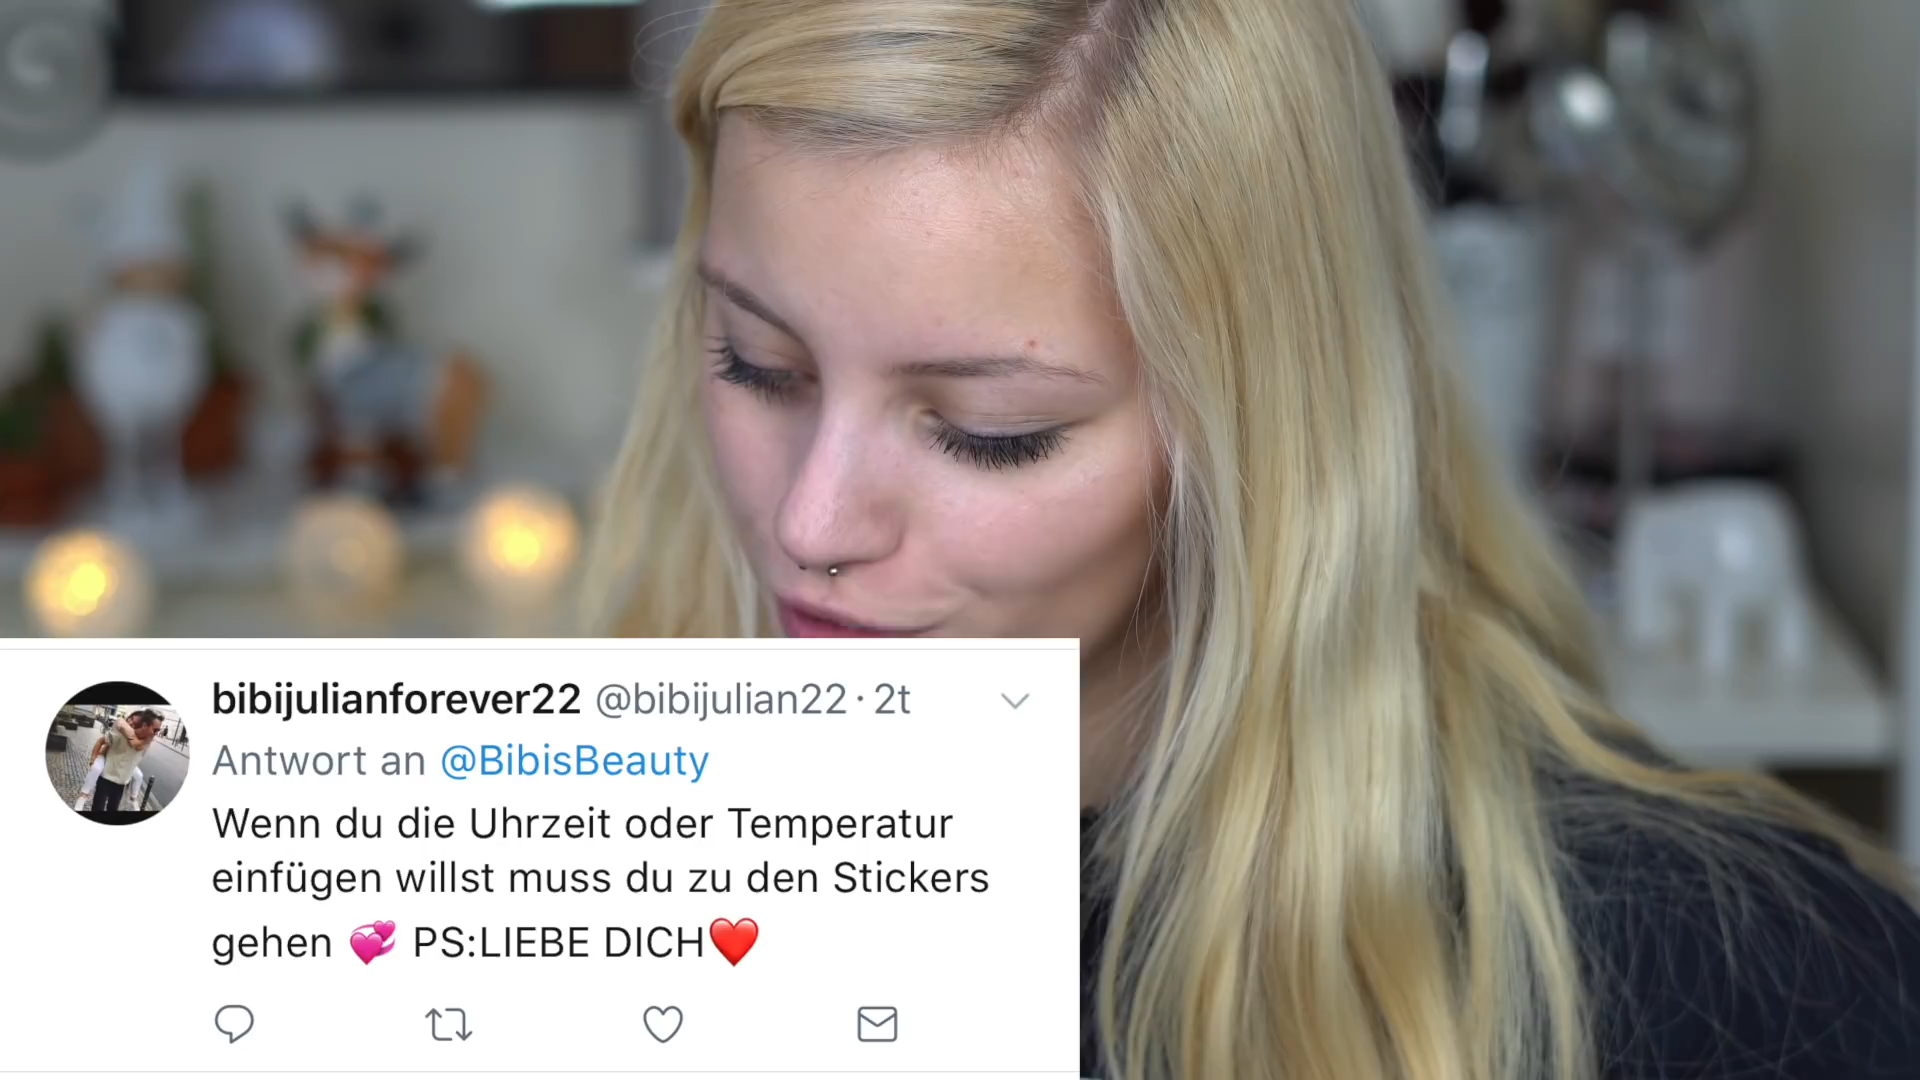 bibijulianforever22 @bibijulian22 · 2t
Antwort an @BibisBeauty
Wenn du die Uhrzeit oder Temperatur
einfügen willst muss du zu den Stickers
gehen 💞 PS:LIEBE DICH❤️